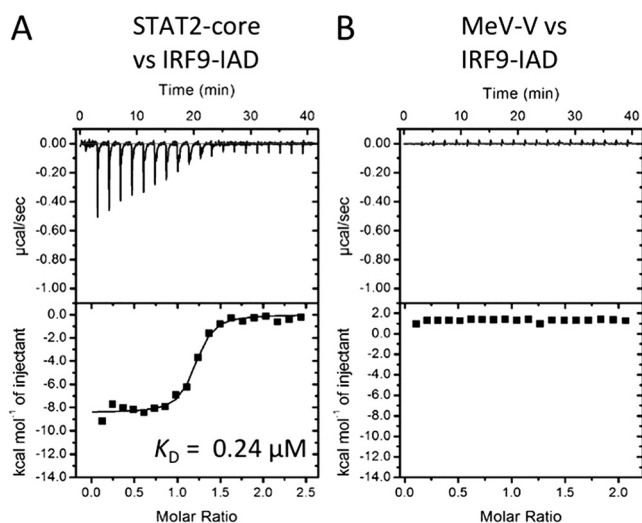 A
STAT2-core
vs IRF9-IAD
Time (min)
0 10 20 30 40
0.00
-0.20
-0.40
-0.60
-0.80
-1.00
µcal/sec
0.0
-2.0
-4.0
-6.0
-8.0
-10.0
-12.0
-14.0
kcal mol⁻¹ of injectant
K_D = 0.24 µM
0.0 0.5 1.0 1.5 2.0 2.5
Molar Ratio
B
MeV-V vs
IRF9-IAD
Time (min)
0 10 20 30 40
0.00
-0.20
-0.40
-0.60
-0.80
-1.00
µcal/sec
2.0
0.0
-2.0
-4.0
-6.0
-8.0
-10.0
-12.0
-14.0
kcal mol⁻¹ of injectant
0.0 0.5 1.0 1.5 2.0
Molar Ratio